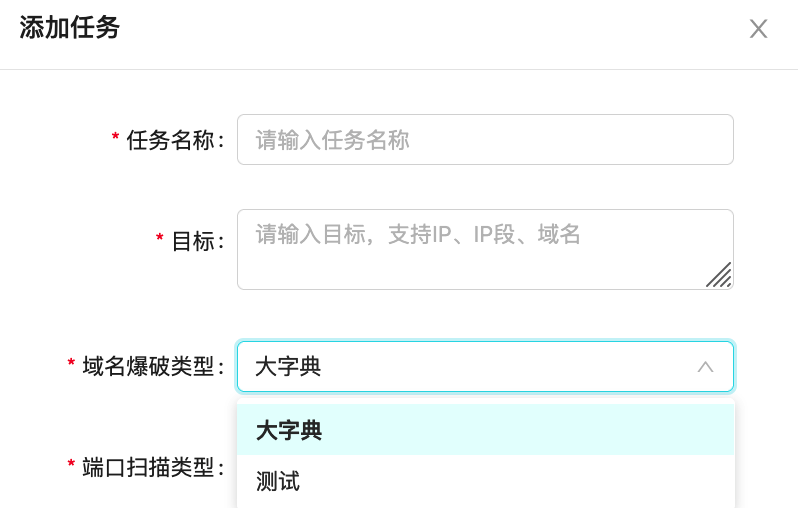 添加任务
* 任务名称: 请输入任务名称
* 目标: 请输入目标，支持IP、IP段、域名
* 域名爆破类型: 大字典
大字典
* 端口扫描类型:
测试